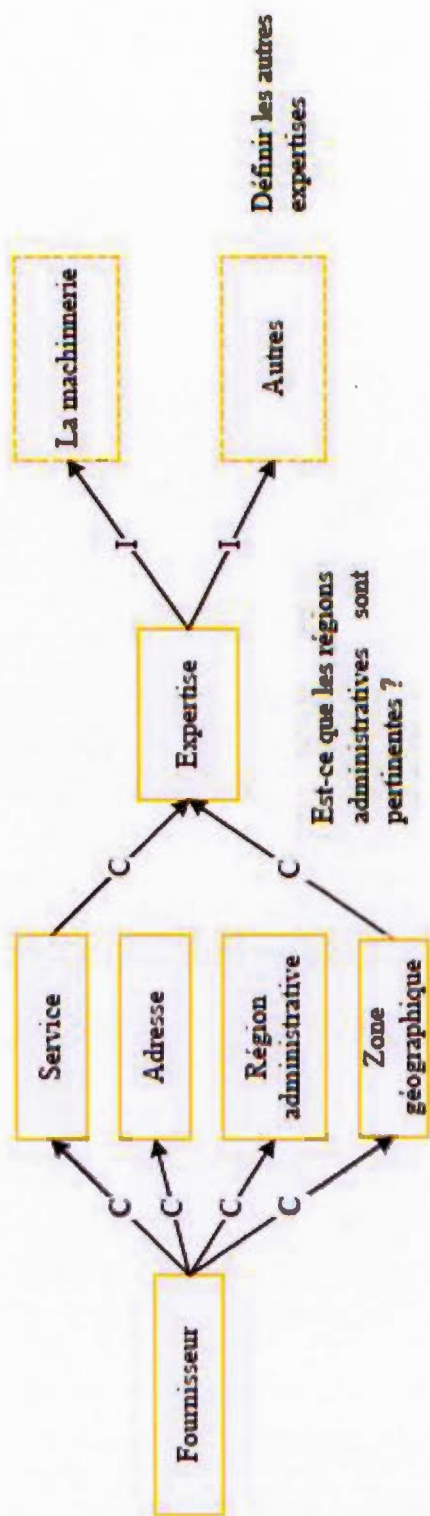 Fournisseur
C
C
C
C
Service
Adresse
Région
administrative
Zone
géographique
C
C
Expertise
Est-ce que les régions
administratives sont
pertinentes ?
I
I
La machinnerie
Autres
Définir les autres
expertises